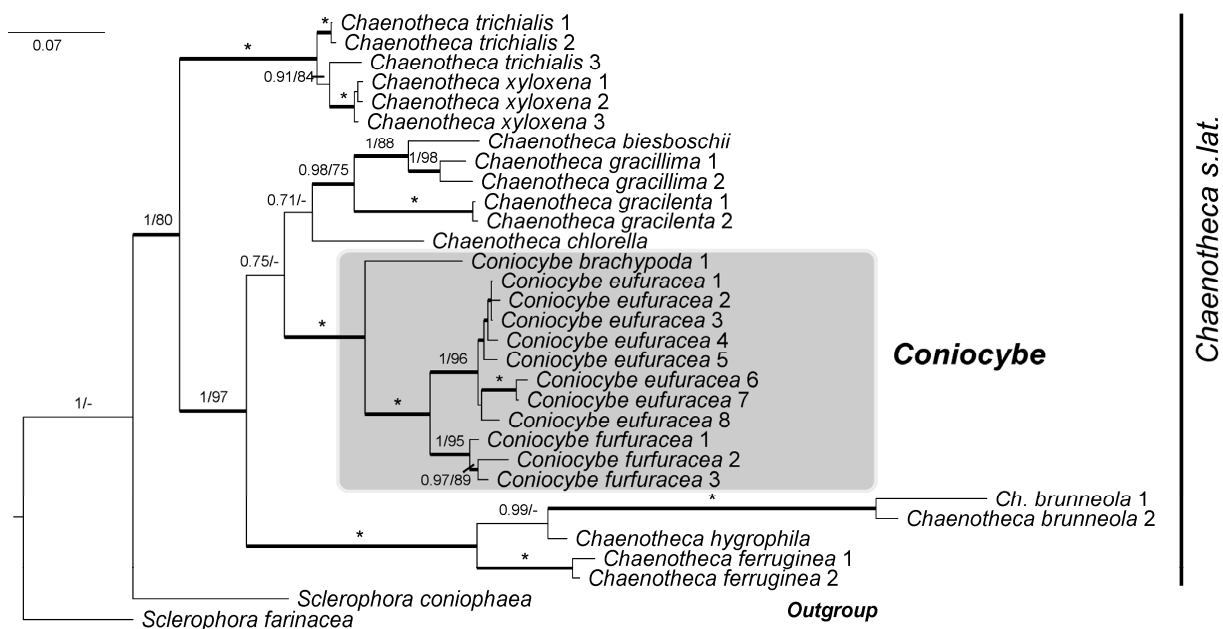 *
Chaenotheca trichialis 1
0.07
*
Chaenotheca trichialis 2
Chaenotheca trichialis 3
0.91/84
Chaenotheca xyloxena 1
*
Chaenotheca xyloxena 2
Chaenotheca xyloxena 3
1/88
Chaenotheca biesboschii
1/98
Chaenotheca gracillima 1
0.98/75
Chaenotheca gracillima 2
0.71/-
*
Chaenotheca gracilenta 1
Chaenotheca gracilenta 2
1/80
Chaenotheca chlorella
0.75/-
Coniocybe brachypoda 1
Coniocybe eufuracea 1
Coniocybe eufuracea 2
*
Coniocybe eufuracea 3
Coniocybe eufuracea 4
1/96
Coniocybe eufuracea 5
Coniocybe
*
Coniocybe eufuracea 6
1/-
1/97
*
Coniocybe eufuracea 7
Coniocybe eufuracea 8
1/95
Coniocybe furfuracea 1
Coniocybe furfuracea 2
0.97/89
Coniocybe furfuracea 3
*
Ch. brunneola 1
0.99/-
Chaenotheca brunneola 2
*
Chaenotheca hygrophila
*
Chaenotheca ferruginea 1
Chaenotheca ferruginea 2
Sclerophora coniophaea
Outgroup
Sclerophora farinacea
Chaenotheca s.lat.